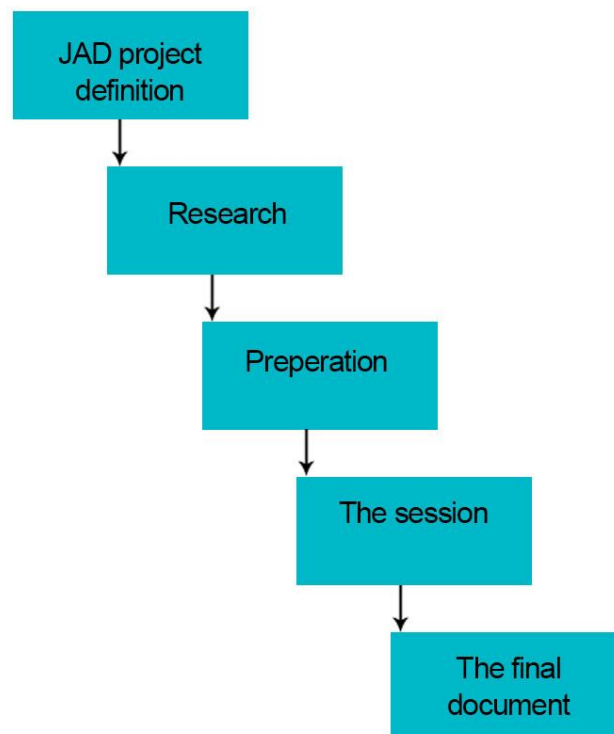 JAD project
definition
Research
Preperation
The session
The final
document